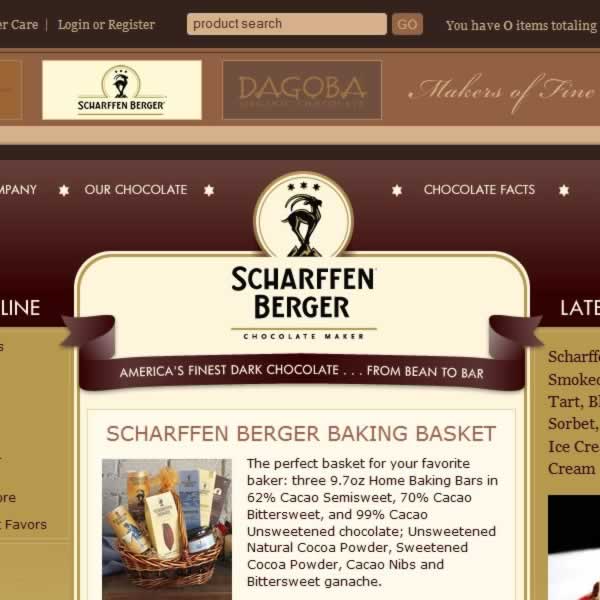 er Care | Login or Register
product search
GO
You have 0 items totaling
SCHARFFEN BERGER
DAGOBA
ORGANIC CHOCOLATE
Makers of Fine
MPANY
OUR CHOCOLATE
CHOCOLATE FACTS
SCHARFFEN
BERGER
CHOCOLATE MAKER
AMERICA'S FINEST DARK CHOCOLATE . . . FROM BEAN TO BAR
LINE
s
ore
t Favors
SCHARFFEN BERGER BAKING BASKET
The perfect basket for your favorite
baker: three 9.7oz Home Baking Bars in
62% Cacao Semisweet, 70% Cacao
Bittersweet, and 99% Cacao
Unsweetened chocolate; Unsweetened
Natural Cocoa Powder, Sweetened
Cocoa Powder, Cacao Nibs and
Bittersweet ganache.
LATE
Scharffe
Smoked
Tart, Bl
Sorbet,
Ice Cre
Cream